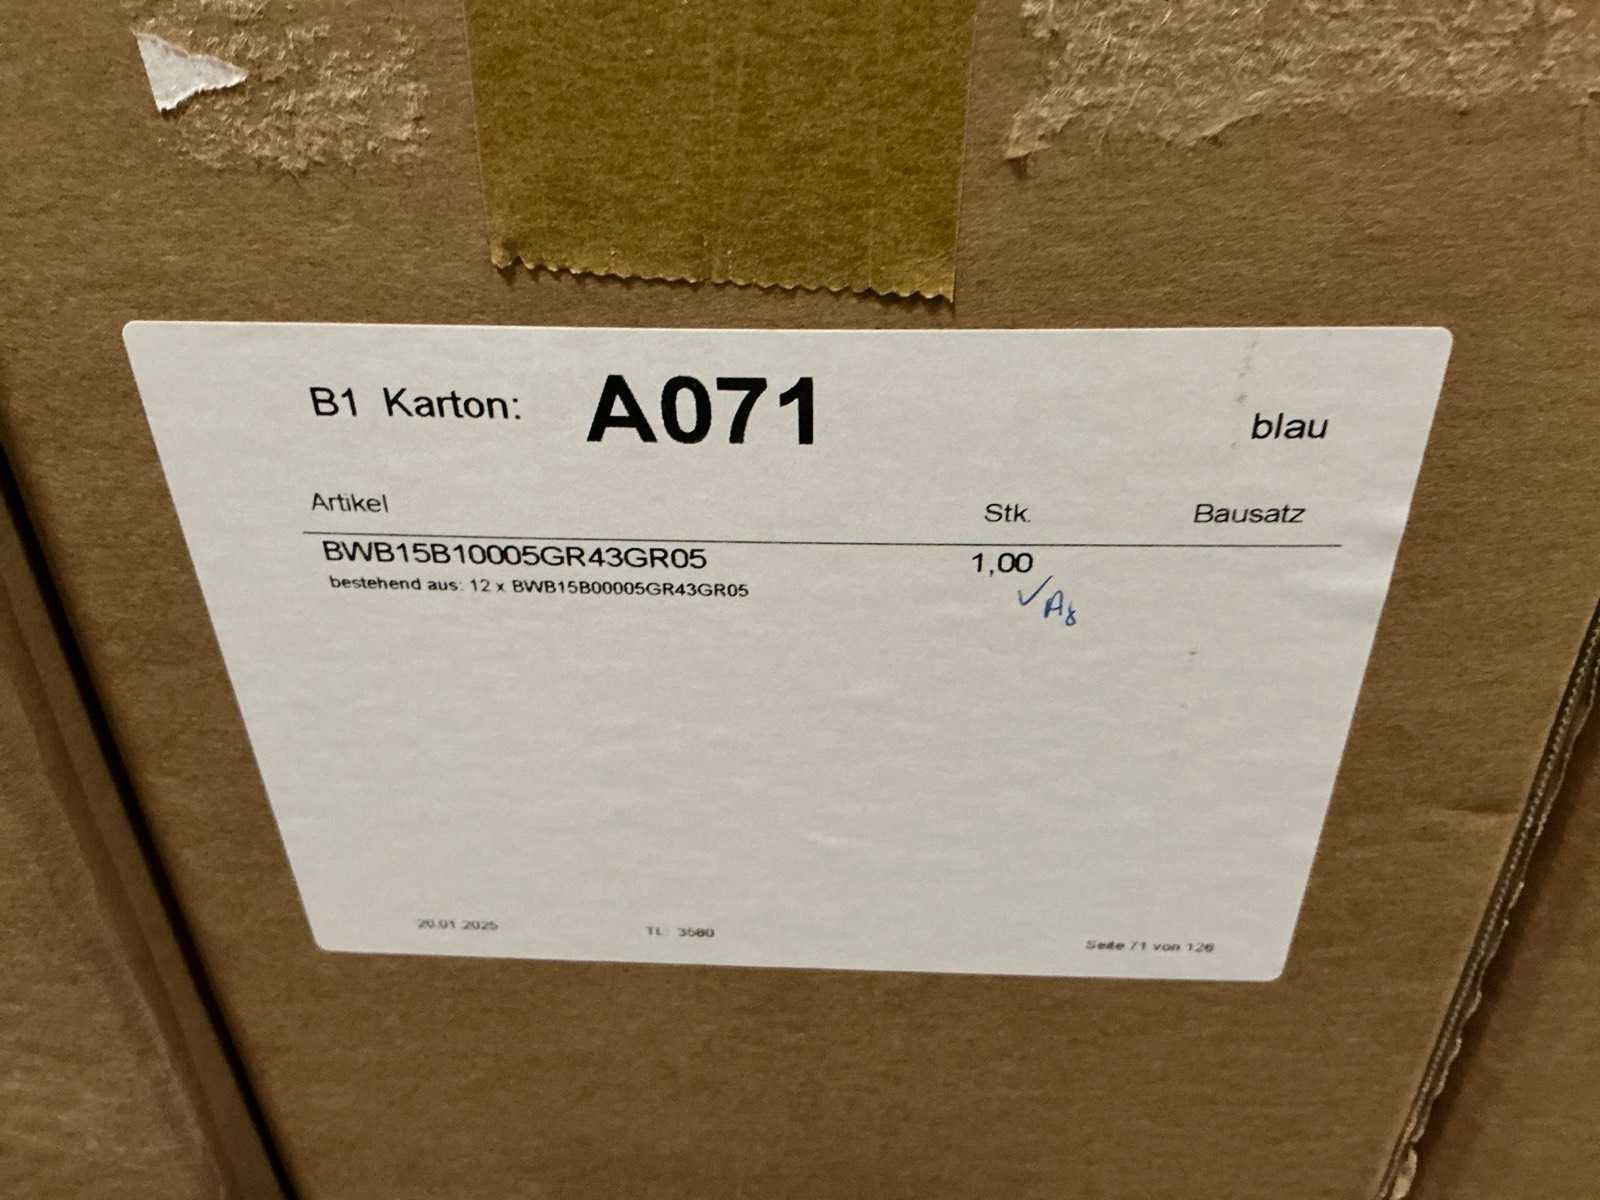 B1 Karton: A071 blau
Artikel Stk. Bausatz
BWB15B10005GR43GR05 1,00
bestehend aus: 12 x BWB15B00005GR43GR05
20.01.2025 TL: 3580 Seite 71 von 126